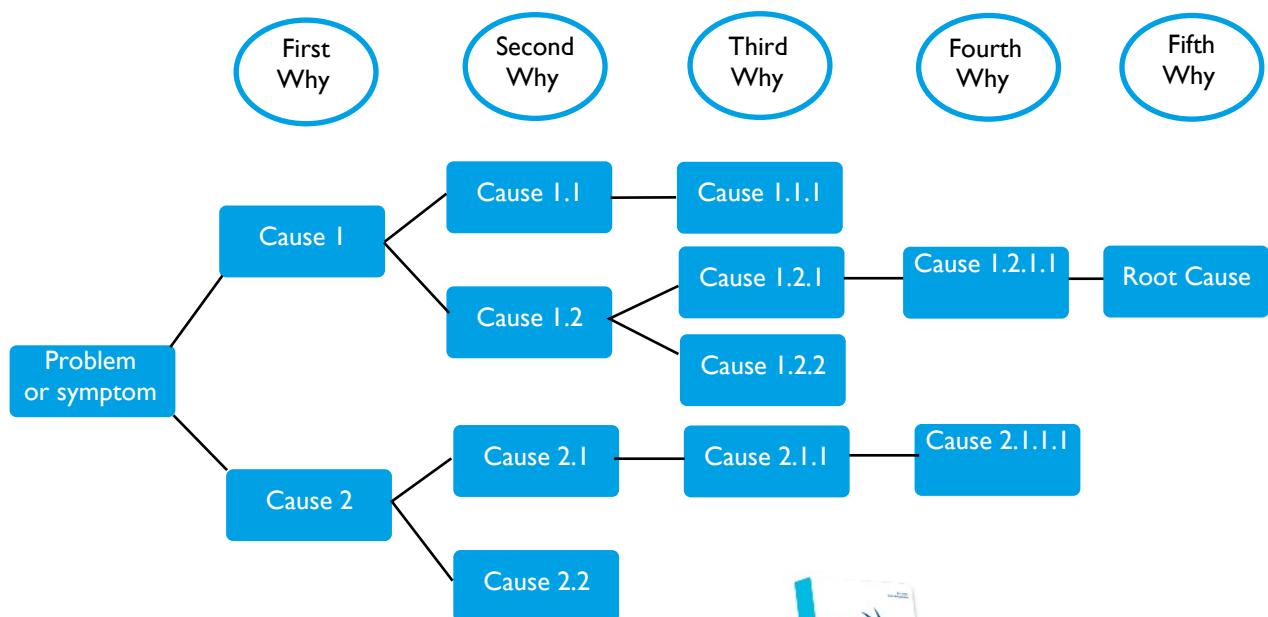 First
Why
Second
Why
Third
Why
Fourth
Why
Fifth
Why
Cause 1.1
Cause 1.1.1
Cause 1
Cause 1.2.1
Cause 1.2.1.1
Root Cause
Cause 1.2
Cause 1.2.2
Problem
or symptom
Cause 2.1
Cause 2.1.1
Cause 2.1.1.1
Cause 2
Cause 2.2